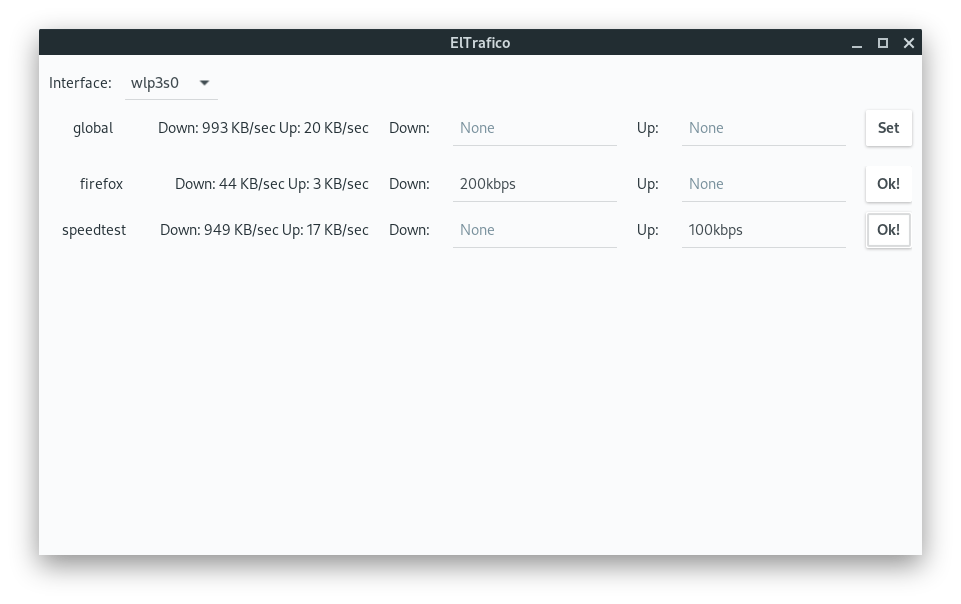 ElTrafico
Interface: wlp3s0
global Down: 993 KB/sec Up: 20 KB/sec Down: None Up: None Set
firefox Down: 44 KB/sec Up: 3 KB/sec Down: 200kbps Up: None Ok!
speedtest Down: 949 KB/sec Up: 17 KB/sec Down: None Up: 100kbps Ok!